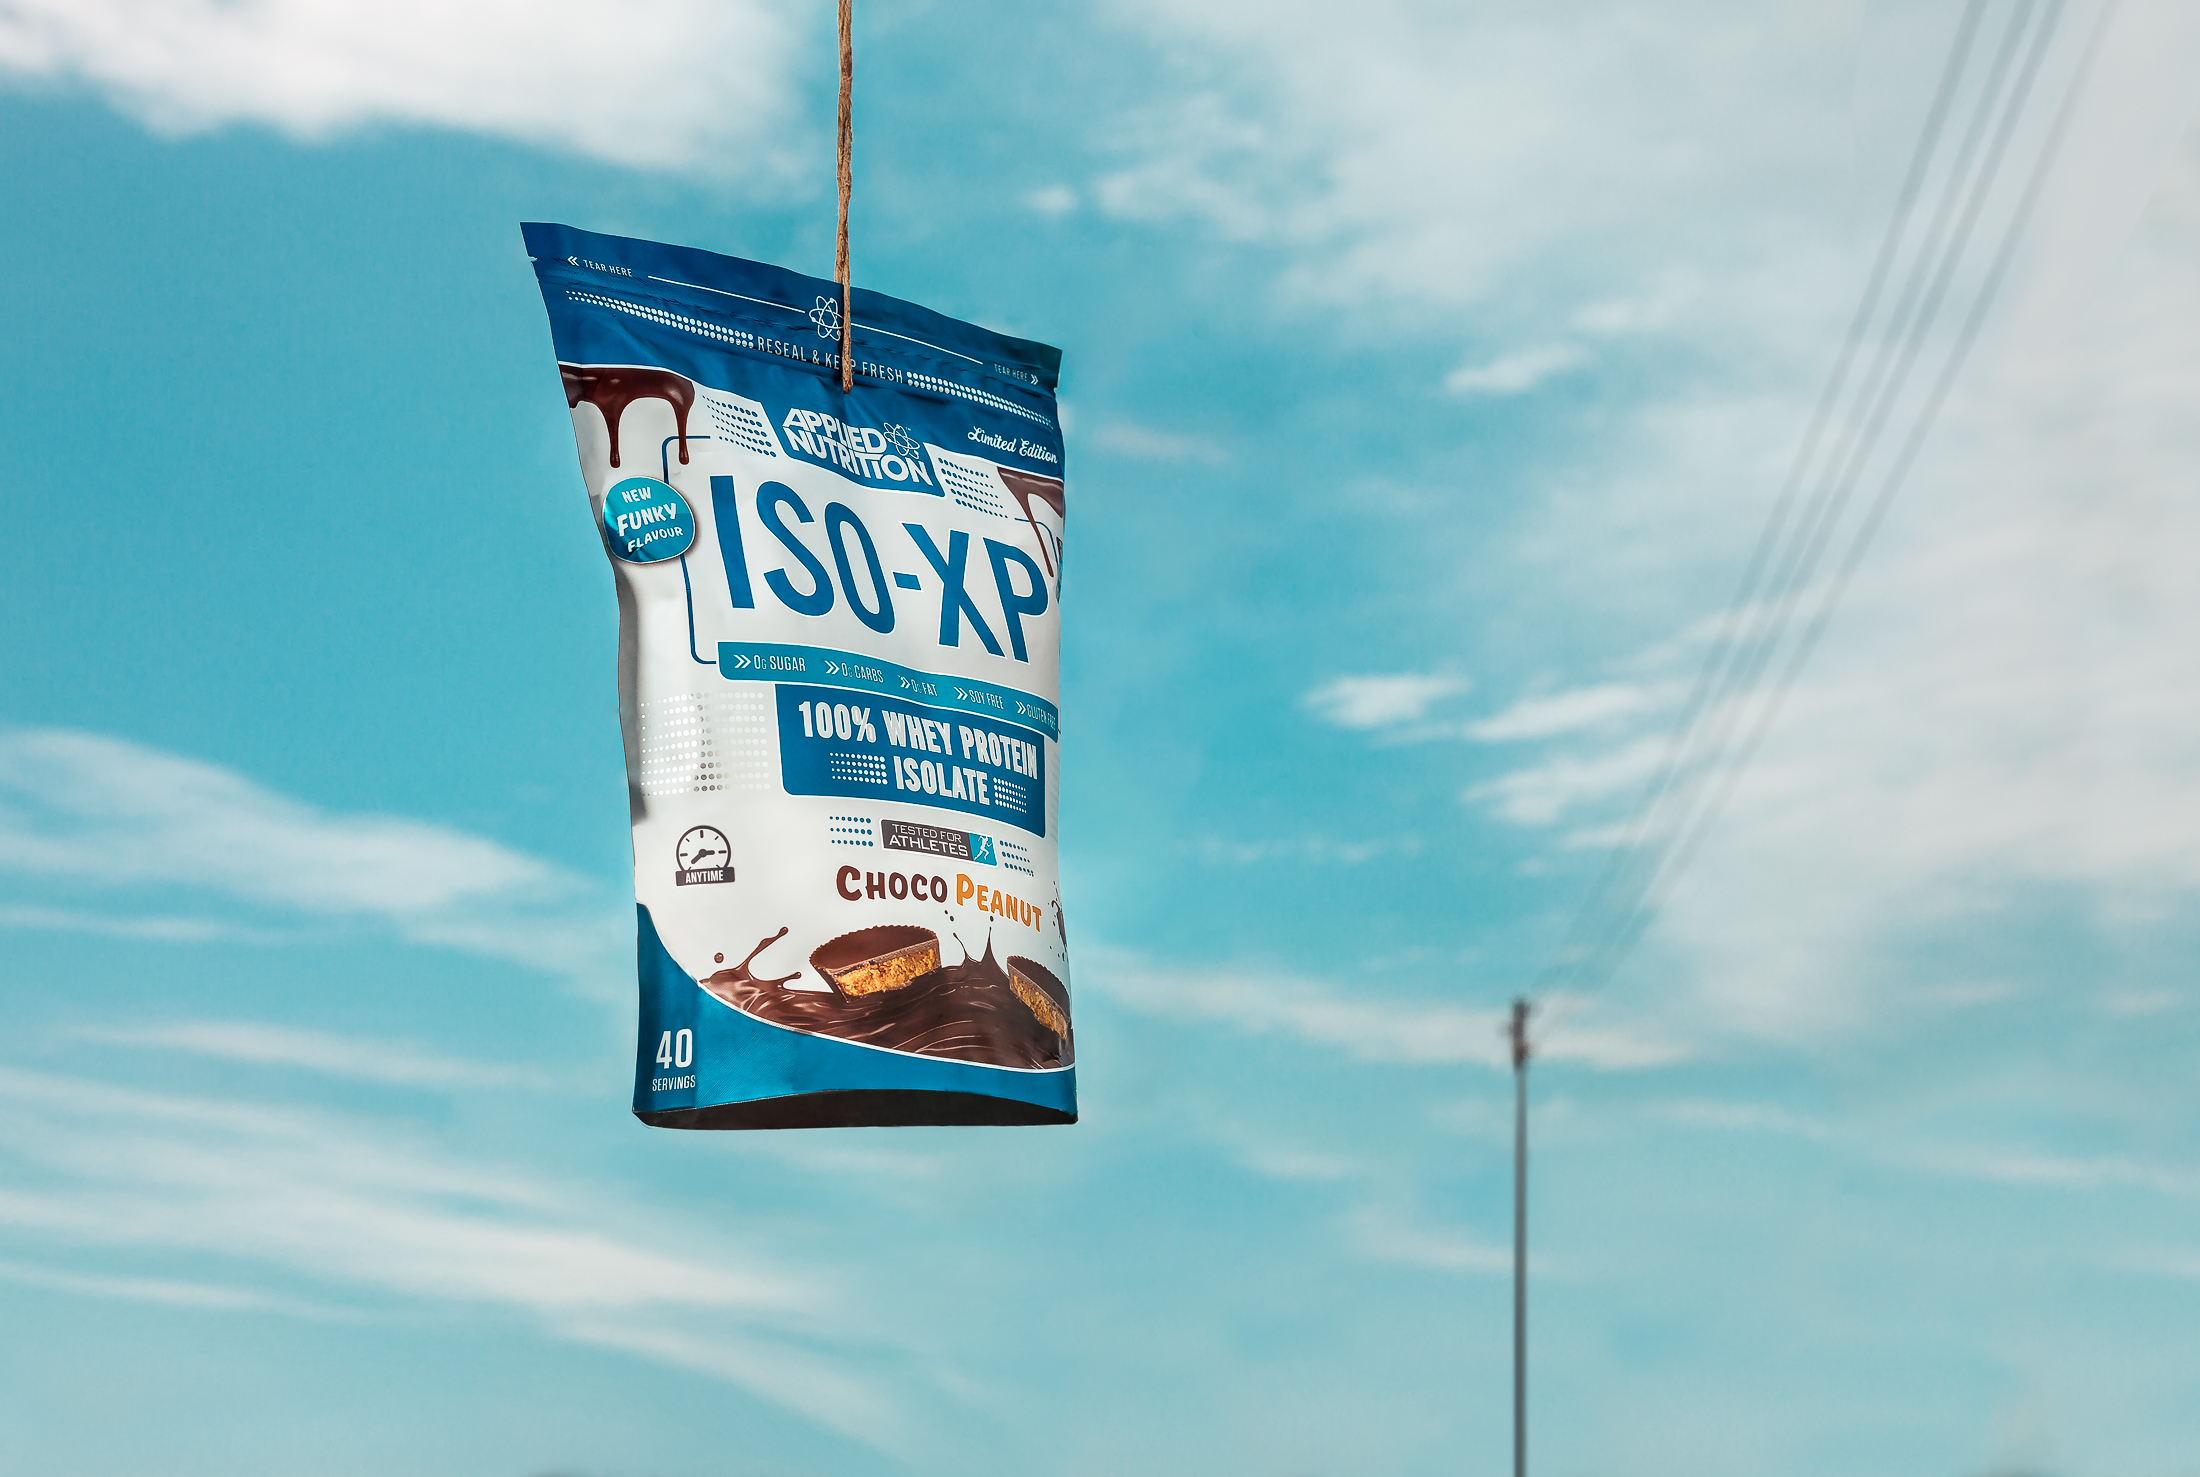 TEAR HERE
RESEAL & KEEP FRESH
TEAR HERE
Limited Edition
APPLIED
NUTRITION
NEW
FUNKY
FLAVOUR
ISO-XP
0G SUGAR 0G CARBS 0G FAT SOY FREE GLUTEN FREE
100% WHEY PROTEIN
ISOLATE
TESTED FOR
ATHLETES
ANYTIME
CHOCO PEANUT
40
SERVINGS